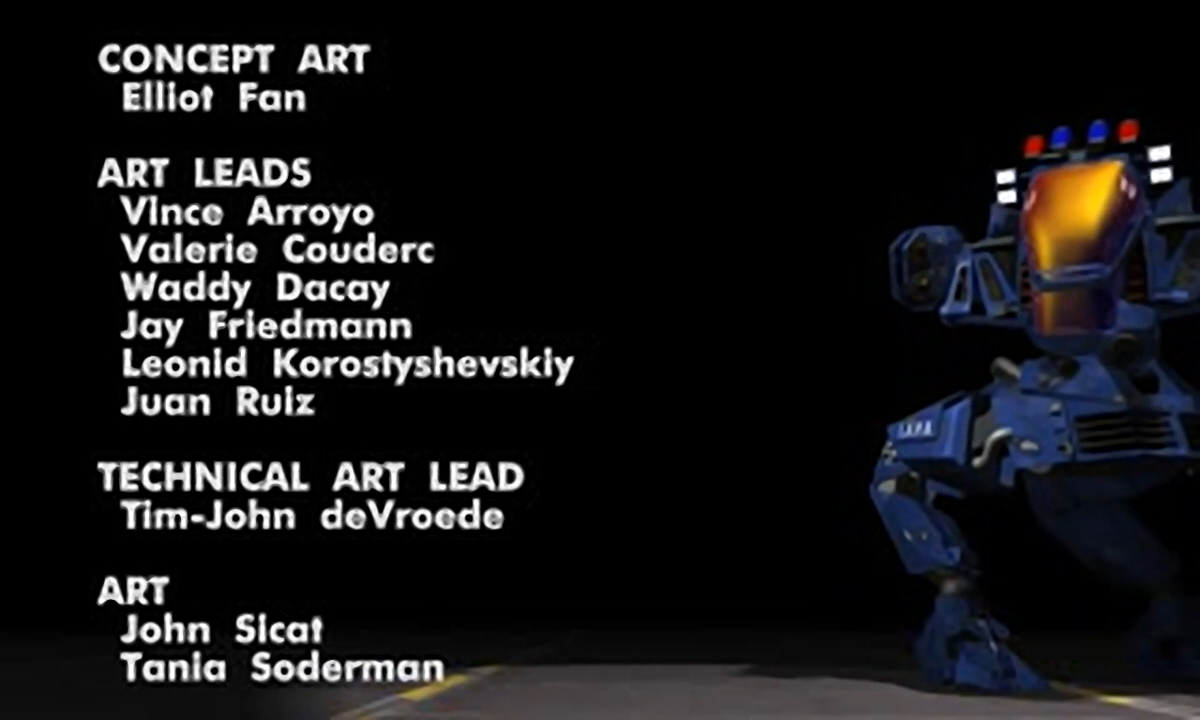 CONCEPT ART
Elliot Fan
ART LEADS
Vince Arroyo
Valerie Couderc
Waddy Dacay
Jay Friedmann
Leonid Korostyshevskiy
Juan Ruiz
TECHNICAL ART LEAD
Tim-John deVroede
ART
John Sicat
Tania Soderman